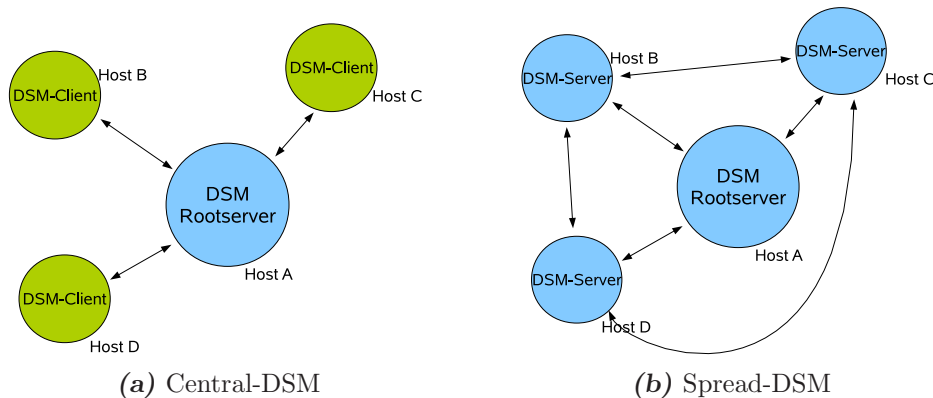 Host B
DSM-Client
DSM-Client
Host C
DSM
Rootserver
Host A
DSM-Client
Host D
(a) Central-DSM
Host B
DSM-Server
DSM-Server
Host C
DSM
Rootserver
Host A
DSM-Server
Host D
(b) Spread-DSM